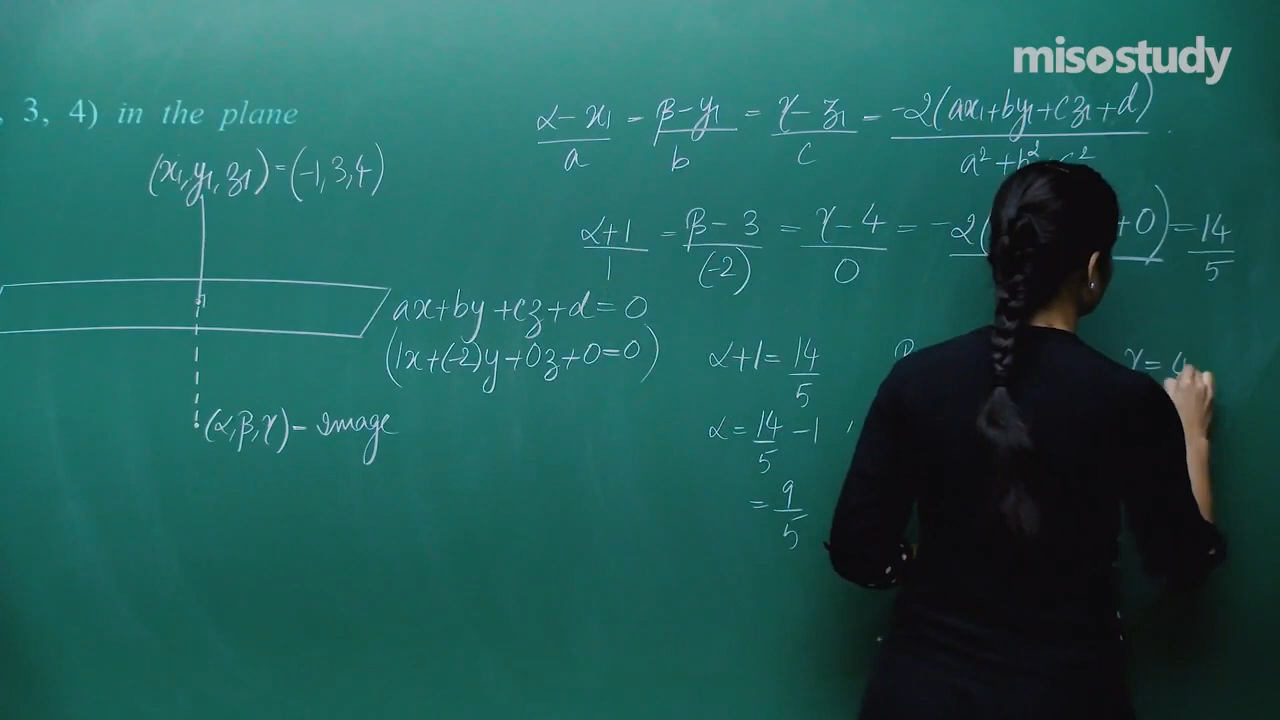 misostudy
, 3, 4) in the plane
(x₁, y₁, z₁) = (-1, 3, 4)
ax+by+cz+d=0
(1x+(-2)y+0z+0=0)
(α, β, γ) - Image
α-x₁/a = β-y₁/b = γ-z₁/c = -2(ax₁+by₁+cz₁+d)/a²+b²+c²
α+1/1 = β-3/(-2) = γ-4/0 = -2( +0) = 14/5
α+1=14/5
γ=4
α=14/5-1
=9/5